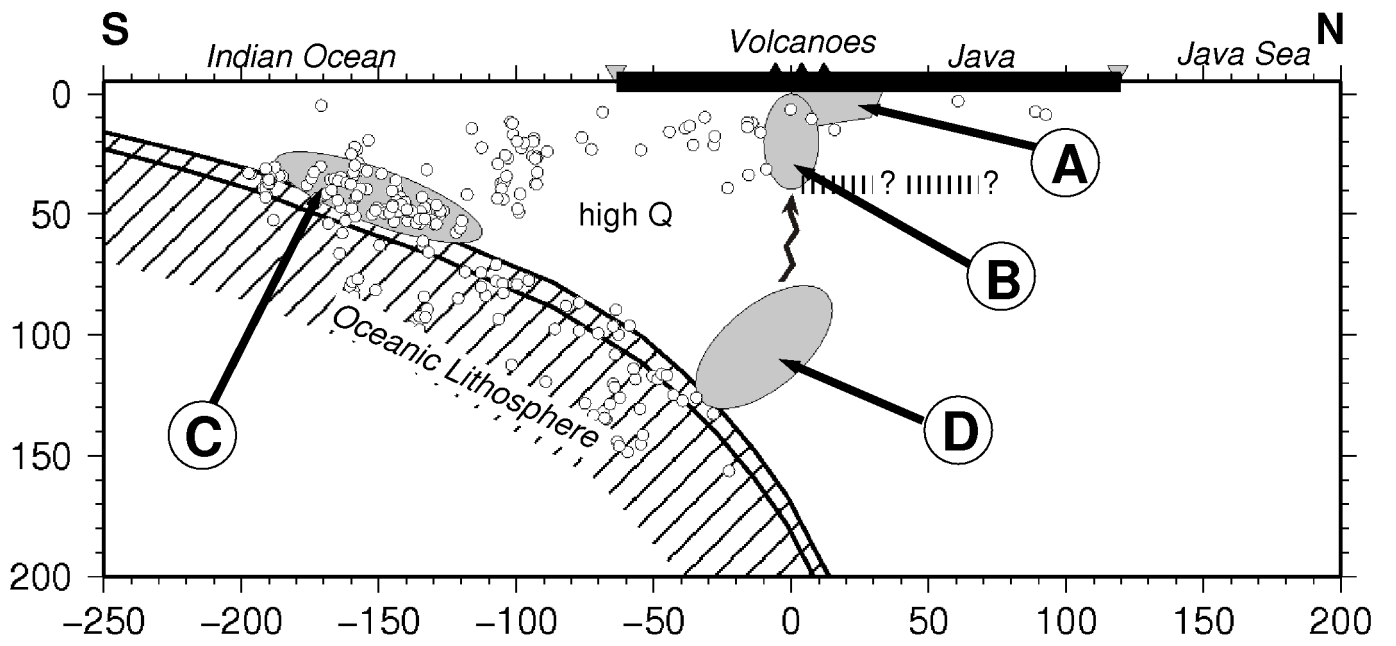 S
N
Indian Ocean
Volcanoes
Java
Java Sea
0
50
100
150
200
A
? ?
high Q
B
Oceanic Lithosphere
C
D
−250 −200 −150 −100 −50 0 50 100 150 200